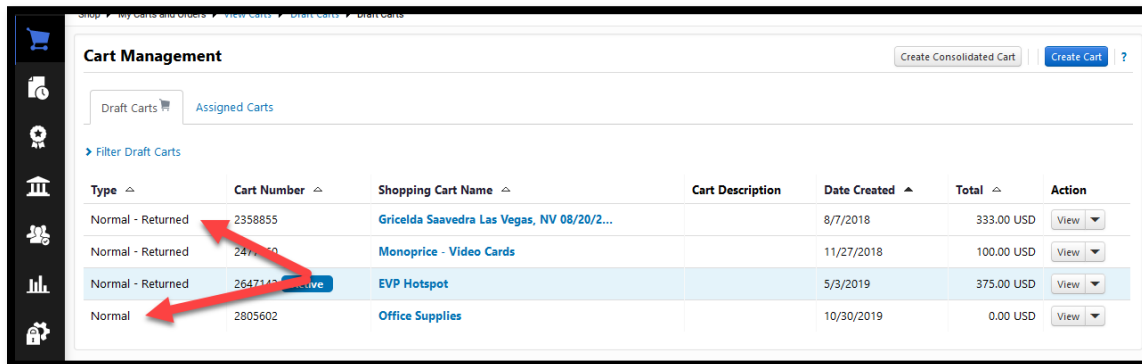 Shop My Carts and Orders View Carts Draft Carts Draft Carts
Cart Management
Create Consolidated Cart
Create Cart
?
Draft Carts
Assigned Carts
Filter Draft Carts
Type Cart Number Shopping Cart Name Cart Description Date Created Total Action
Normal - Returned 2358855 Gricelda Saavedra Las Vegas, NV 08/20/2... 8/7/2018 333.00 USD View
Normal - Returned Monoprice - Video Cards 11/27/2018 100.00 USD View
Normal - Returned EVP Hotspot 5/3/2019 375.00 USD View
Normal 2805602 Office Supplies 10/30/2019 0.00 USD View